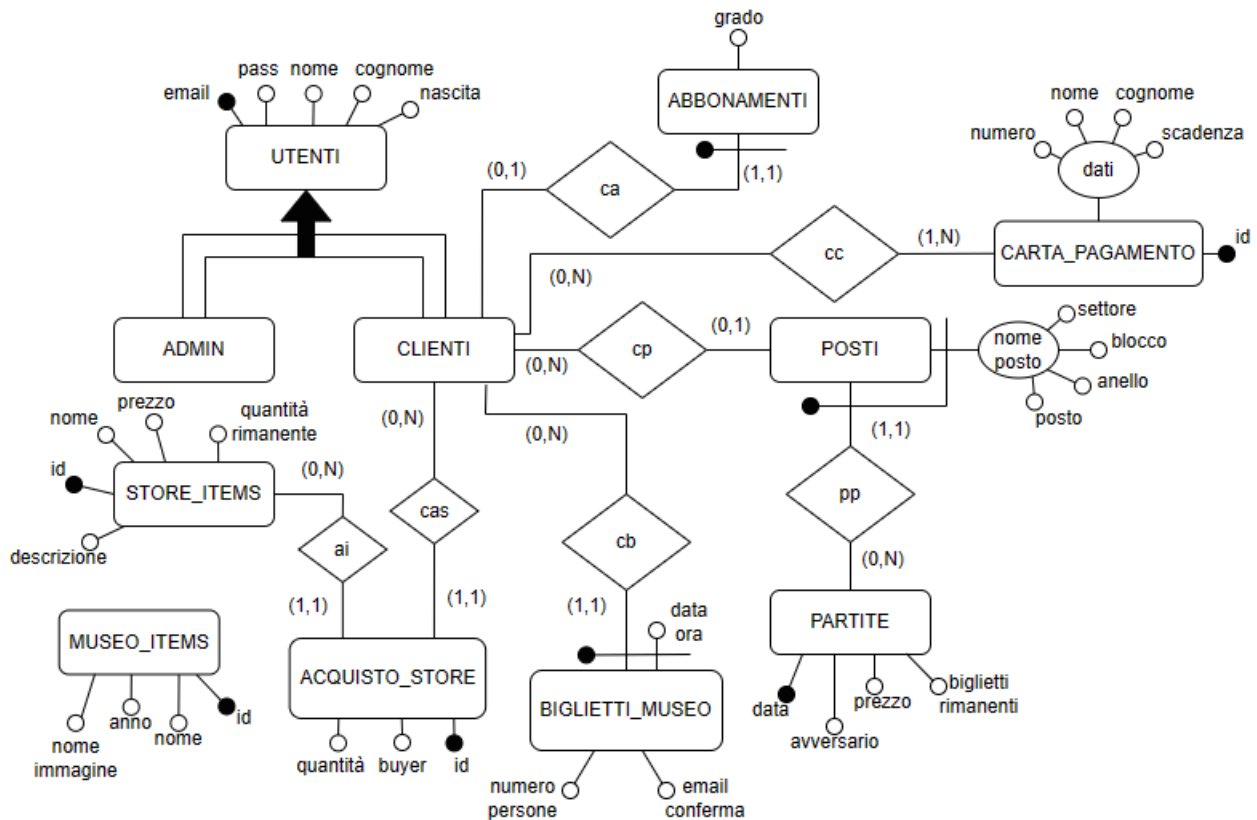 grado
pass
nome
cognome
email
nascita
UTENTI
ABBONAMENTI
nome
cognome
numero
scadenza
dati
(0,1)
ca
(1,1)
cc
(1,N)
CARTA_PAGAMENTO
id
(0,N)
ADMIN
CLIENTI
(0,N)
cp
(0,1)
POSTI
nome
posto
settore
blocco
anello
posto
nome
prezzo
quantità
rimanente
(0,N)
(0,N)
(0,N)
(1,1)
id
STORE_ITEMS
descrizione
cas
ai
cb
pp
(1,1)
(1,1)
(1,1)
(0,N)
data
ora
MUSEO_ITEMS
ACQUISTO_STORE
BIGLIETTI_MUSEO
PARTITE
nome
immagine
anno
nome
id
quantità
buyer
id
numero
persone
email
conferma
data
avversario
prezzo
biglietti
rimanenti